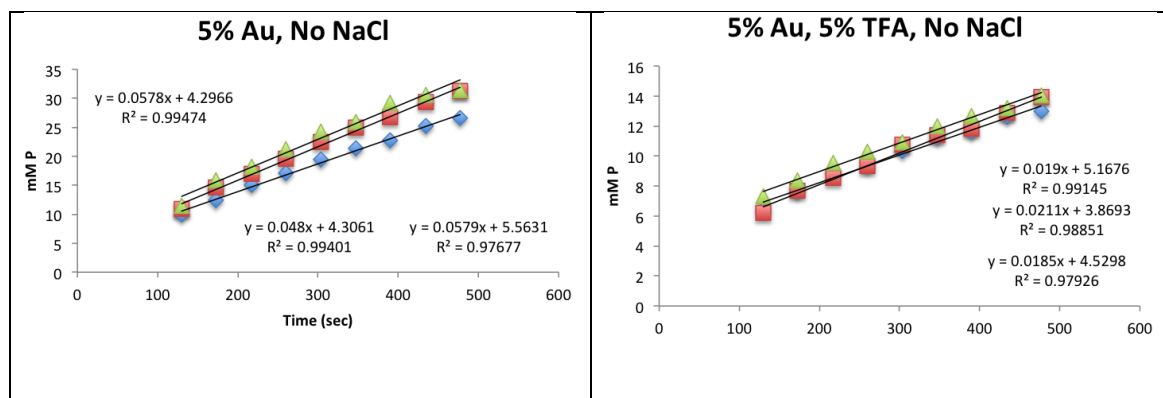 5% Au, No NaCl
35
30
25
20
15
10
5
0
mM P
y = 0.0578x + 4.2966
R² = 0.99474
y = 0.048x + 4.3061
R² = 0.99401
y = 0.0579x + 5.5631
R² = 0.97677
0 100 200 300 400 500 600
Time (sec)
5% Au, 5% TFA, No NaCl
16
14
12
10
8
6
4
2
0
mM P
y = 0.019x + 5.1676
R² = 0.99145
y = 0.0211x + 3.8693
R² = 0.98851
y = 0.0185x + 4.5298
R² = 0.97926
0 100 200 300 400 500 600